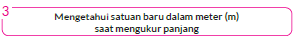 3
Mengetahui satuan baru dalam meter (m)
saat mengukur panjang